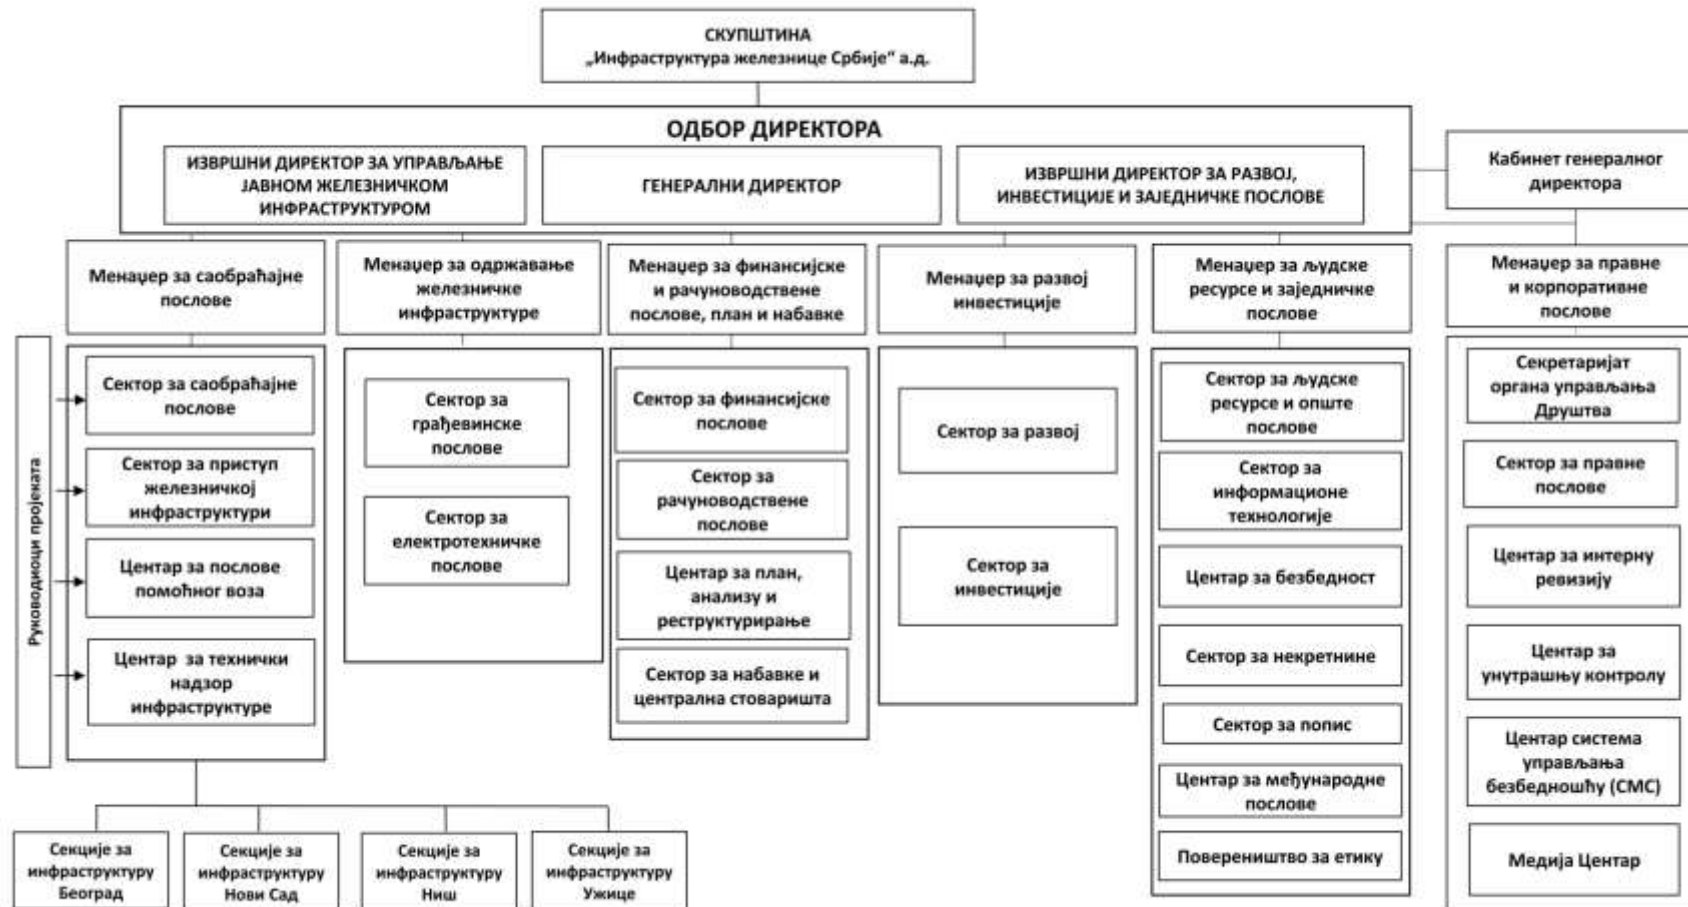 СКУПШТИНА
„Инфраструктура железнице Србије“ а.д.
ОДБОР ДИРЕКТОРА
ИЗВРШНИ ДИРЕКТОР ЗА УПРАВЉАЊЕ
ЈАВНОМ ЖЕЛЕЗНИЧКОМ
ИНФРАСТРУКТУРОМ
ГЕНЕРАЛНИ ДИРЕКТОР
ИЗВРШНИ ДИРЕКТОР ЗА РАЗВОЈ,
ИНВЕСТИЦИЈЕ И ЗАЈЕДНИЧКЕ ПОСЛОВЕ
Кабинет генералног
директора
Менаџер за саобраћајне
послове
Менаџер за одржавање
железничке
инфраструктуре
Менаџер за финансијске
и рачуноводствене
послове, план и набавке
Менаџер за развој
инвестиције
Менаџер за људске
ресурсе и заједничке
послове
Менаџер за правне
и корпоративне
послове
Руководиоци пројеката
Сектор за саобраћајне
послове
Сектор за приступ
железничкој
инфраструктури
Центар за послове
помоћног воза
Центар за технички
надзор
инфраструктуре
Сектор за
грађевинске
послове
Сектор за
електротехничке
послове
Сектор за финансијске
послове
Сектор за
рачуноводствене
послове
Центар за план,
анализу и
реструктурирање
Сектор за набавке и
централна стоваришта
Сектор за развој
Сектор за
инвестиције
Сектор за људске
ресурсе и опште
послове
Сектор за
информационе
технологије
Центар за безбедност
Сектор за некретнине
Сектор за попис
Центар за међународне
послове
Повереништво за етику
Секретаријат
органа управљања
Друштва
Сектор за правне
послове
Центар за интерну
ревизију
Центар за
унутрашњу контролу
Центар система
управљања
безбедношћу (СМС)
Медија Центар
Секције за
инфраструктуру
Београд
Секције за
инфраструктуру
Нови Сад
Секције за
инфраструктуру
Ниш
Секције за
инфраструктуру
Ужице